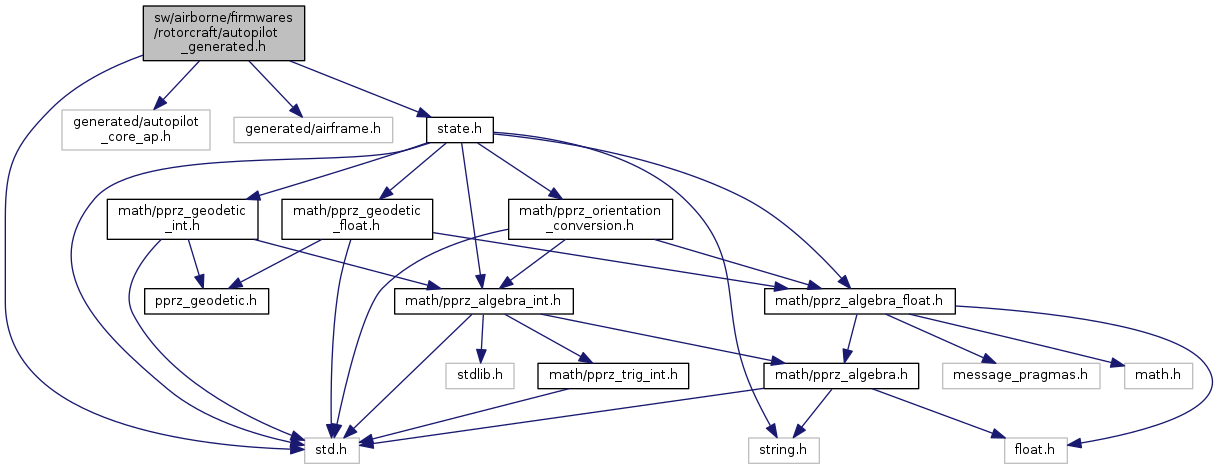 sw/airborne/firmwares
/rotorcraft/autopilot
_generated.h
generated/autopilot
_core_ap.h
generated/airframe.h
state.h
math/pprz_geodetic
_int.h
math/pprz_geodetic
_float.h
math/pprz_orientation
_conversion.h
pprz_geodetic.h
math/pprz_algebra_int.h
math/pprz_algebra_float.h
stdlib.h
math/pprz_trig_int.h
math/pprz_algebra.h
message_pragmas.h
math.h
std.h
string.h
float.h